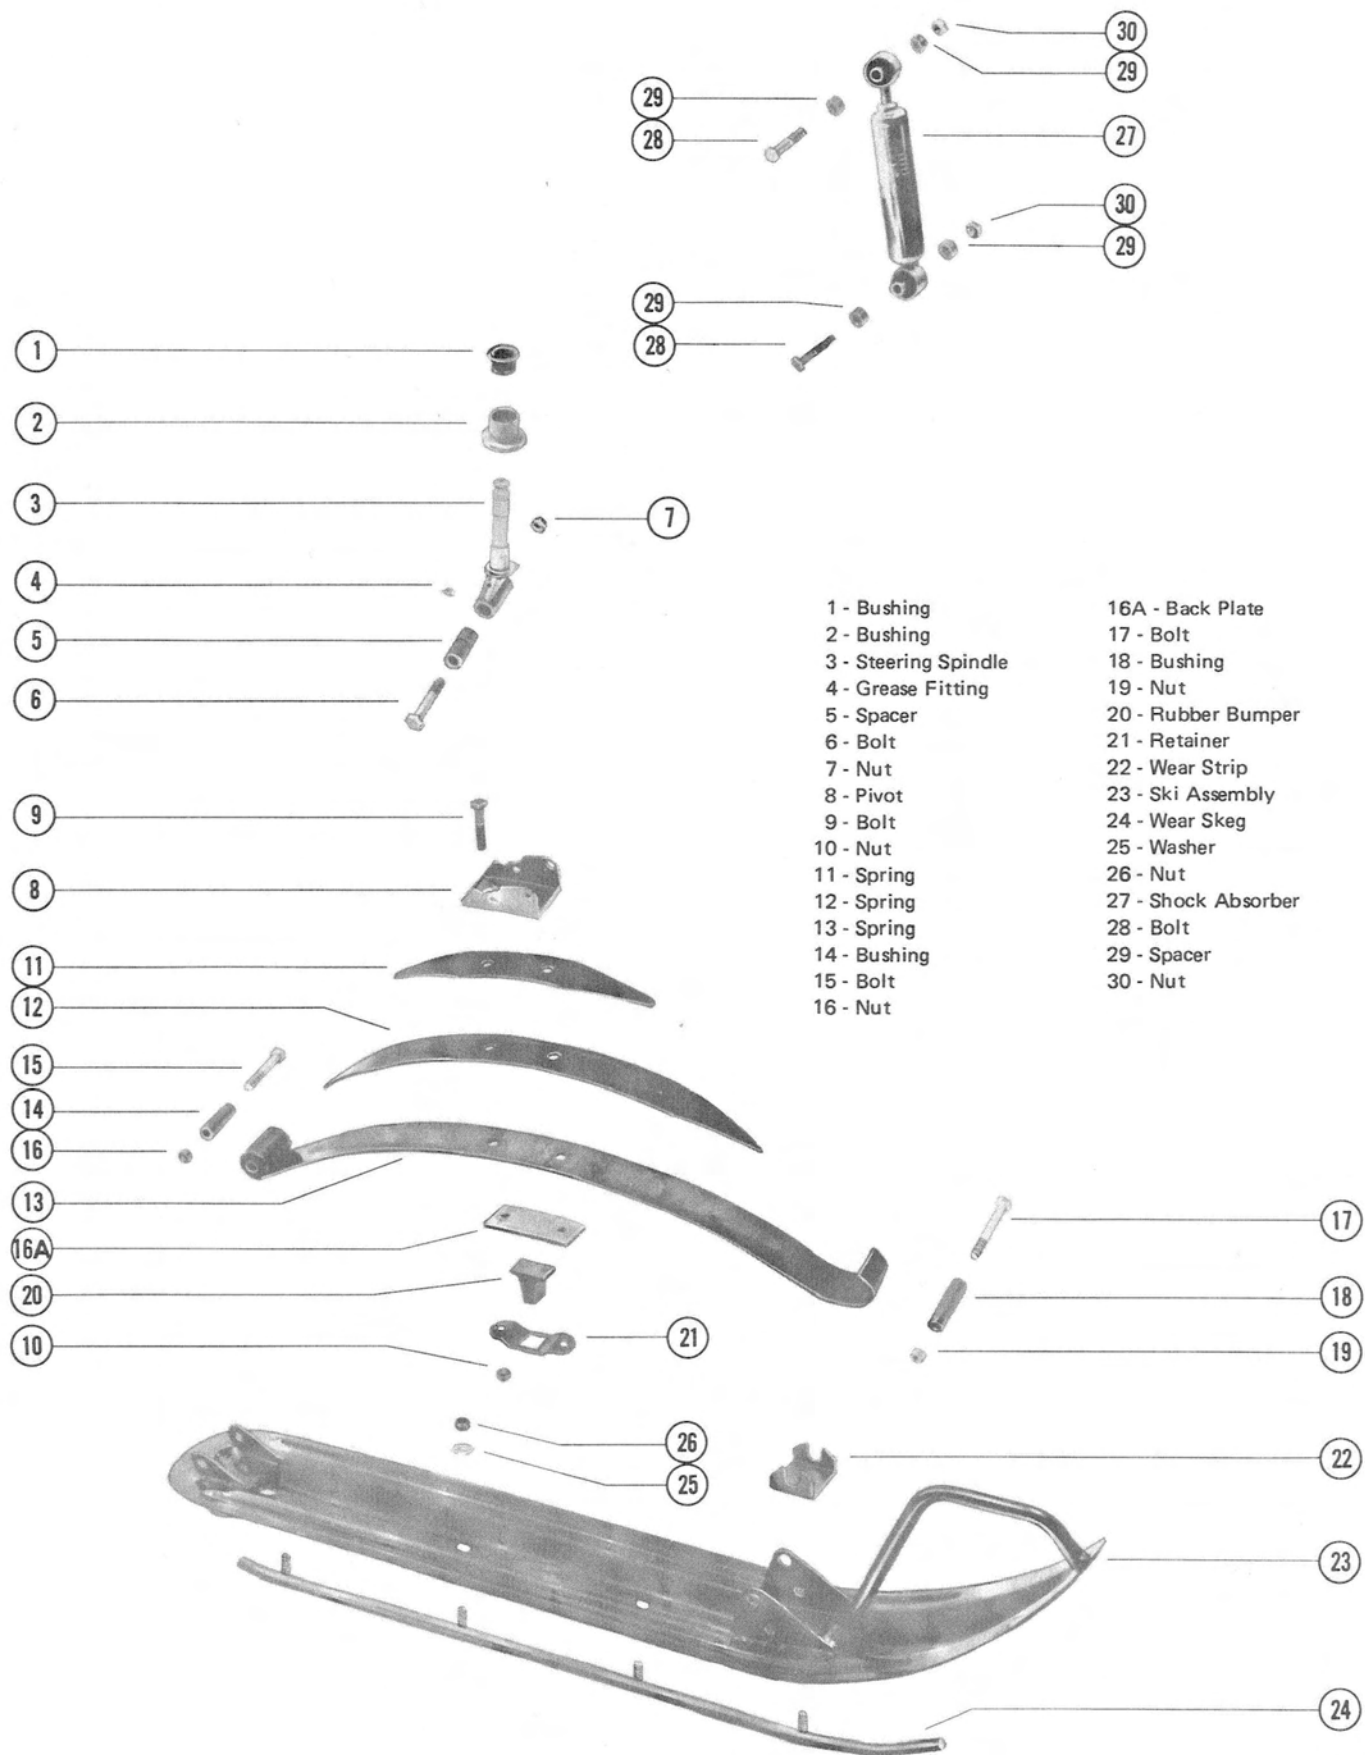 30
29
29
28
27
30
29
29
28
1
2
3
7
4
5
6
9
8
11
12
15
14
16
13
16A
20
10
21
26
25
17
18
19
22
23
24
1 - Bushing
2 - Bushing
3 - Steering Spindle
4 - Grease Fitting
5 - Spacer
6 - Bolt
7 - Nut
8 - Pivot
9 - Bolt
10 - Nut
11 - Spring
12 - Spring
13 - Spring
14 - Bushing
15 - Bolt
16 - Nut
16A - Back Plate
17 - Bolt
18 - Bushing
19 - Nut
20 - Rubber Bumper
21 - Retainer
22 - Wear Strip
23 - Ski Assembly
24 - Wear Skeg
25 - Washer
26 - Nut
27 - Shock Absorber
28 - Bolt
29 - Spacer
30 - Nut